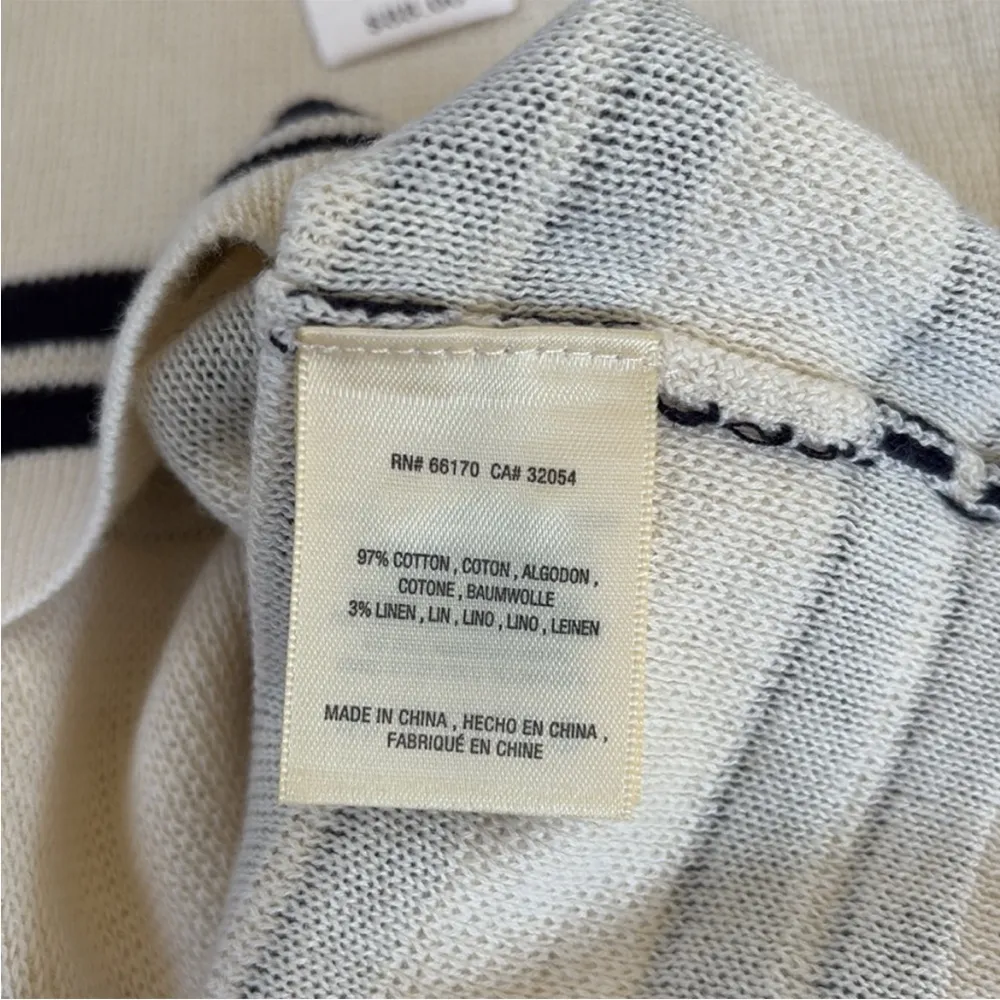 RN# 66170 CA# 32054
97% COTTON , COTON , ALGODON ,
COTONE , BAUMWOLLE
3% LINEN , LIN , LINO , LINO , LEINEN
MADE IN CHINA , HECHO EN CHINA ,
FABRIQUÉ EN CHINE